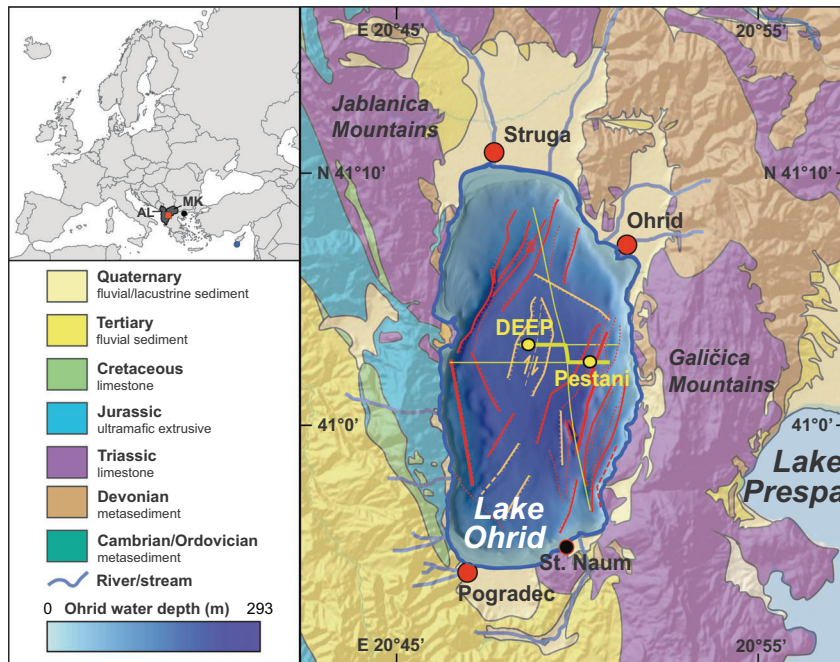 AL
MK
Quaternary
fluvial/lacustrine sediment
Tertiary
fluvial sediment
Cretaceous
limestone
Jurassic
ultramafic extrusive
Triassic
limestone
Devonian
metasediment
Cambrian/Ordovician
metasediment
River/stream
0 Ohrid water depth (m) 293
E 20°45'
20°55'
Jablanica
Mountains
Struga
N 41°10'
N 41°10'
Ohrid
DEEP
Pestani
Galičica
Mountains
41°0'
41°0'
Lake
Prespa
Lake
Ohrid
St. Naum
Pogradec
E 20°45'
20°55'